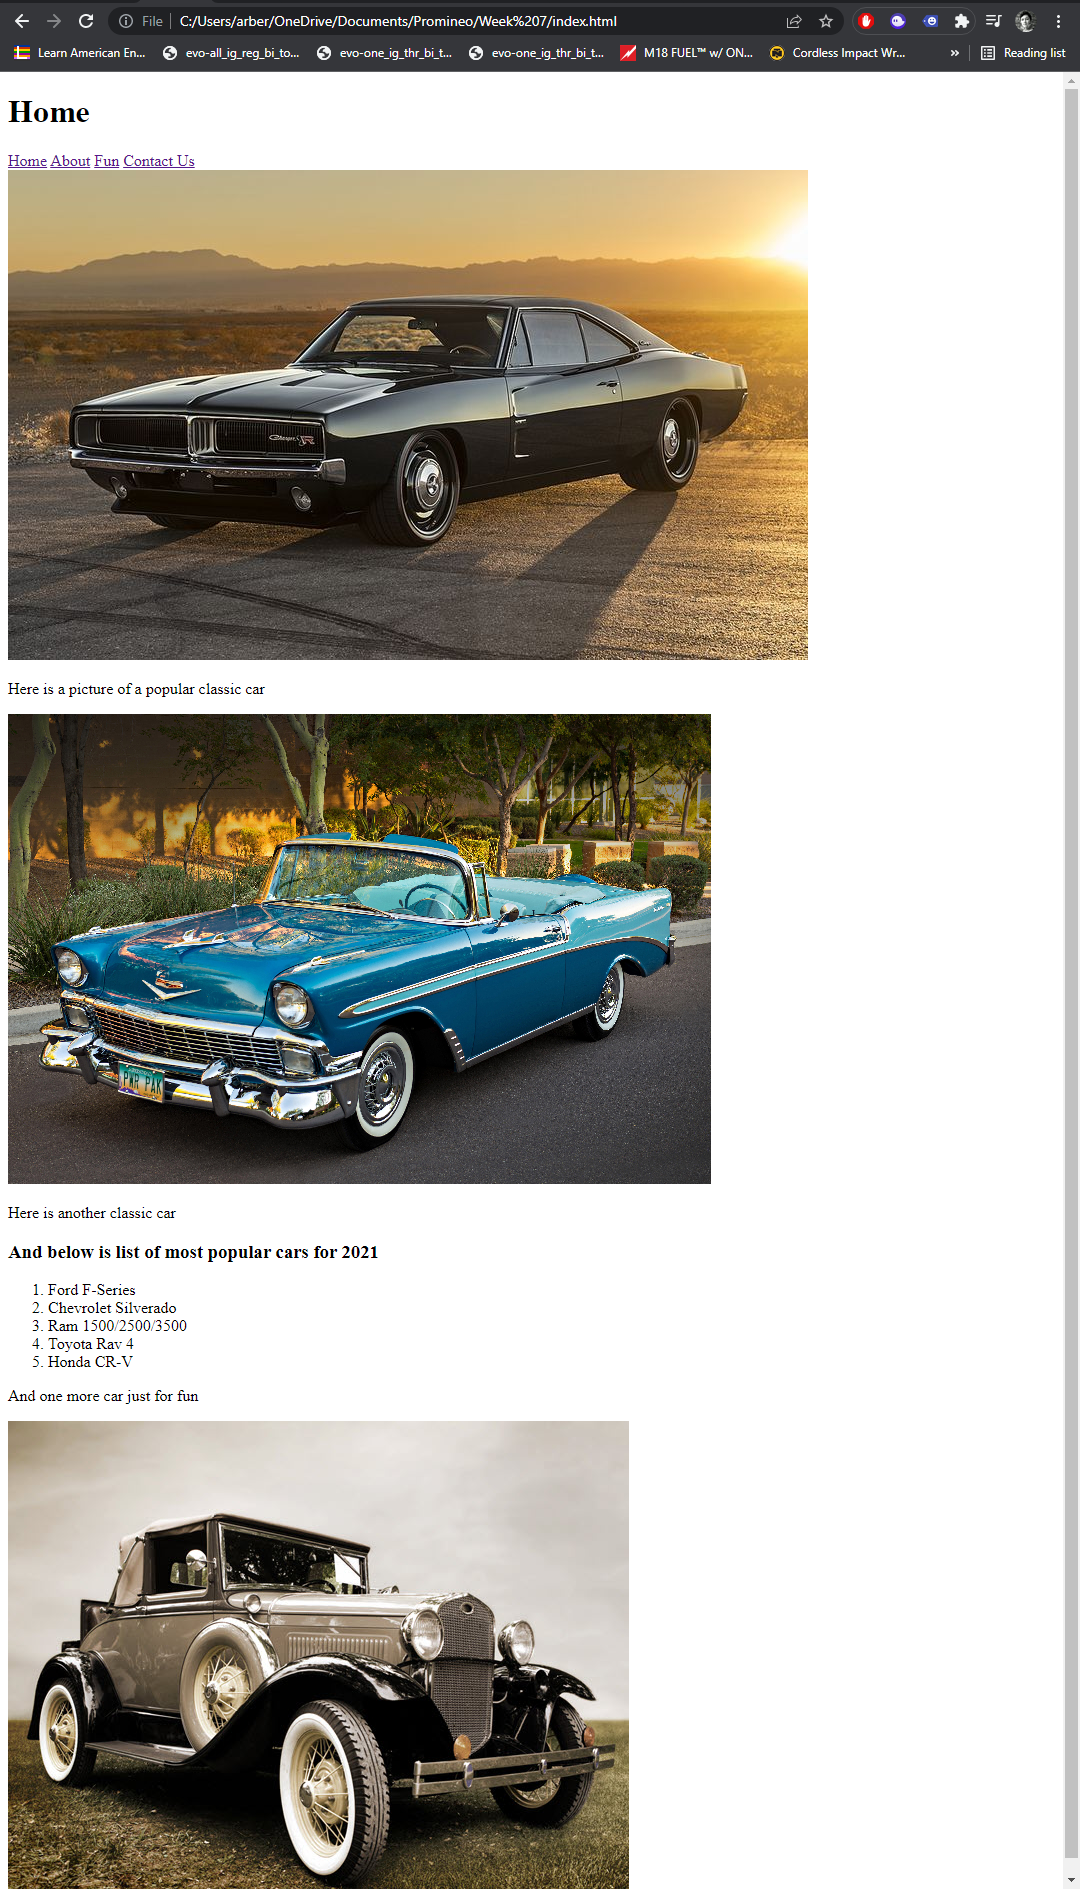 File C:/Users/arber/OneDrive/Documents/Promineo/Week%207/index.html
Learn American En... evo-all_ig_reg_bi_to... evo-one_ig_thr_bi_t... evo-one_ig_thr_bi_t... M18 FUEL™ w/ ON... Cordless Impact Wr... » Reading list
Home
Home About Fun Contact Us
Charger R
Here is a picture of a popular classic car
PWR PAK
Here is another classic car
And below is list of most popular cars for 2021
1. Ford F-Series
2. Chevrolet Silverado
3. Ram 1500/2500/3500
4. Toyota Rav 4
5. Honda CR-V
And one more car just for fun